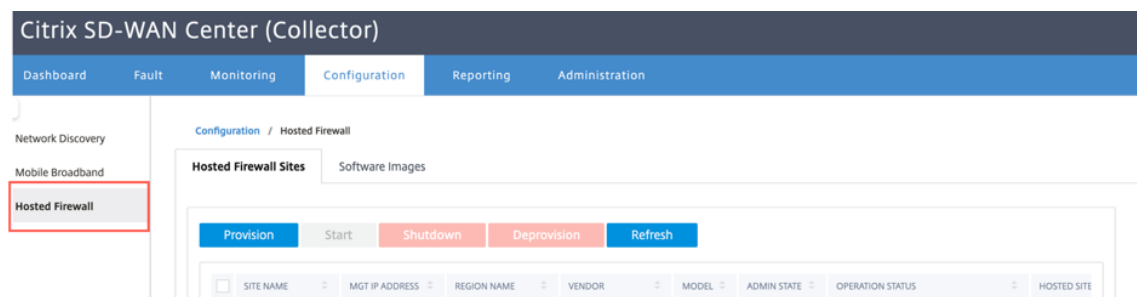 Citrix SD-WAN Center (Collector)
Dashboard Fault Monitoring Configuration Reporting Administration
Network Discovery
Mobile Broadband
Hosted Firewall
Configuration / Hosted Firewall
Hosted Firewall Sites Software Images
Provision Start Shutdown Deprovision Refresh
SITE NAME MGT IP ADDRESS REGION NAME VENDOR MODEL ADMIN STATE OPERATION STATUS HOSTED SITE